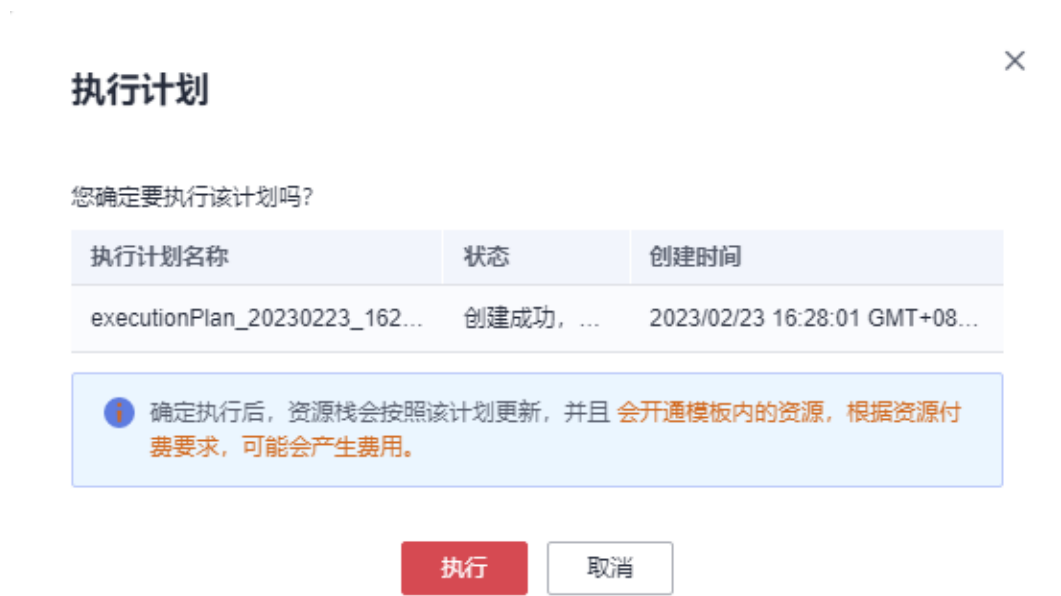 执行计划
您确定要执行该计划吗?
执行计划名称 状态 创建时间
executionPlan_20230223_162... 创建成功, ... 2023/02/23 16:28:01 GMT+08...
确定执行后，资源栈会按照该计划更新，并且 会开通模板内的资源，根据资源付
费要求，可能会产生费用。
执行 取消